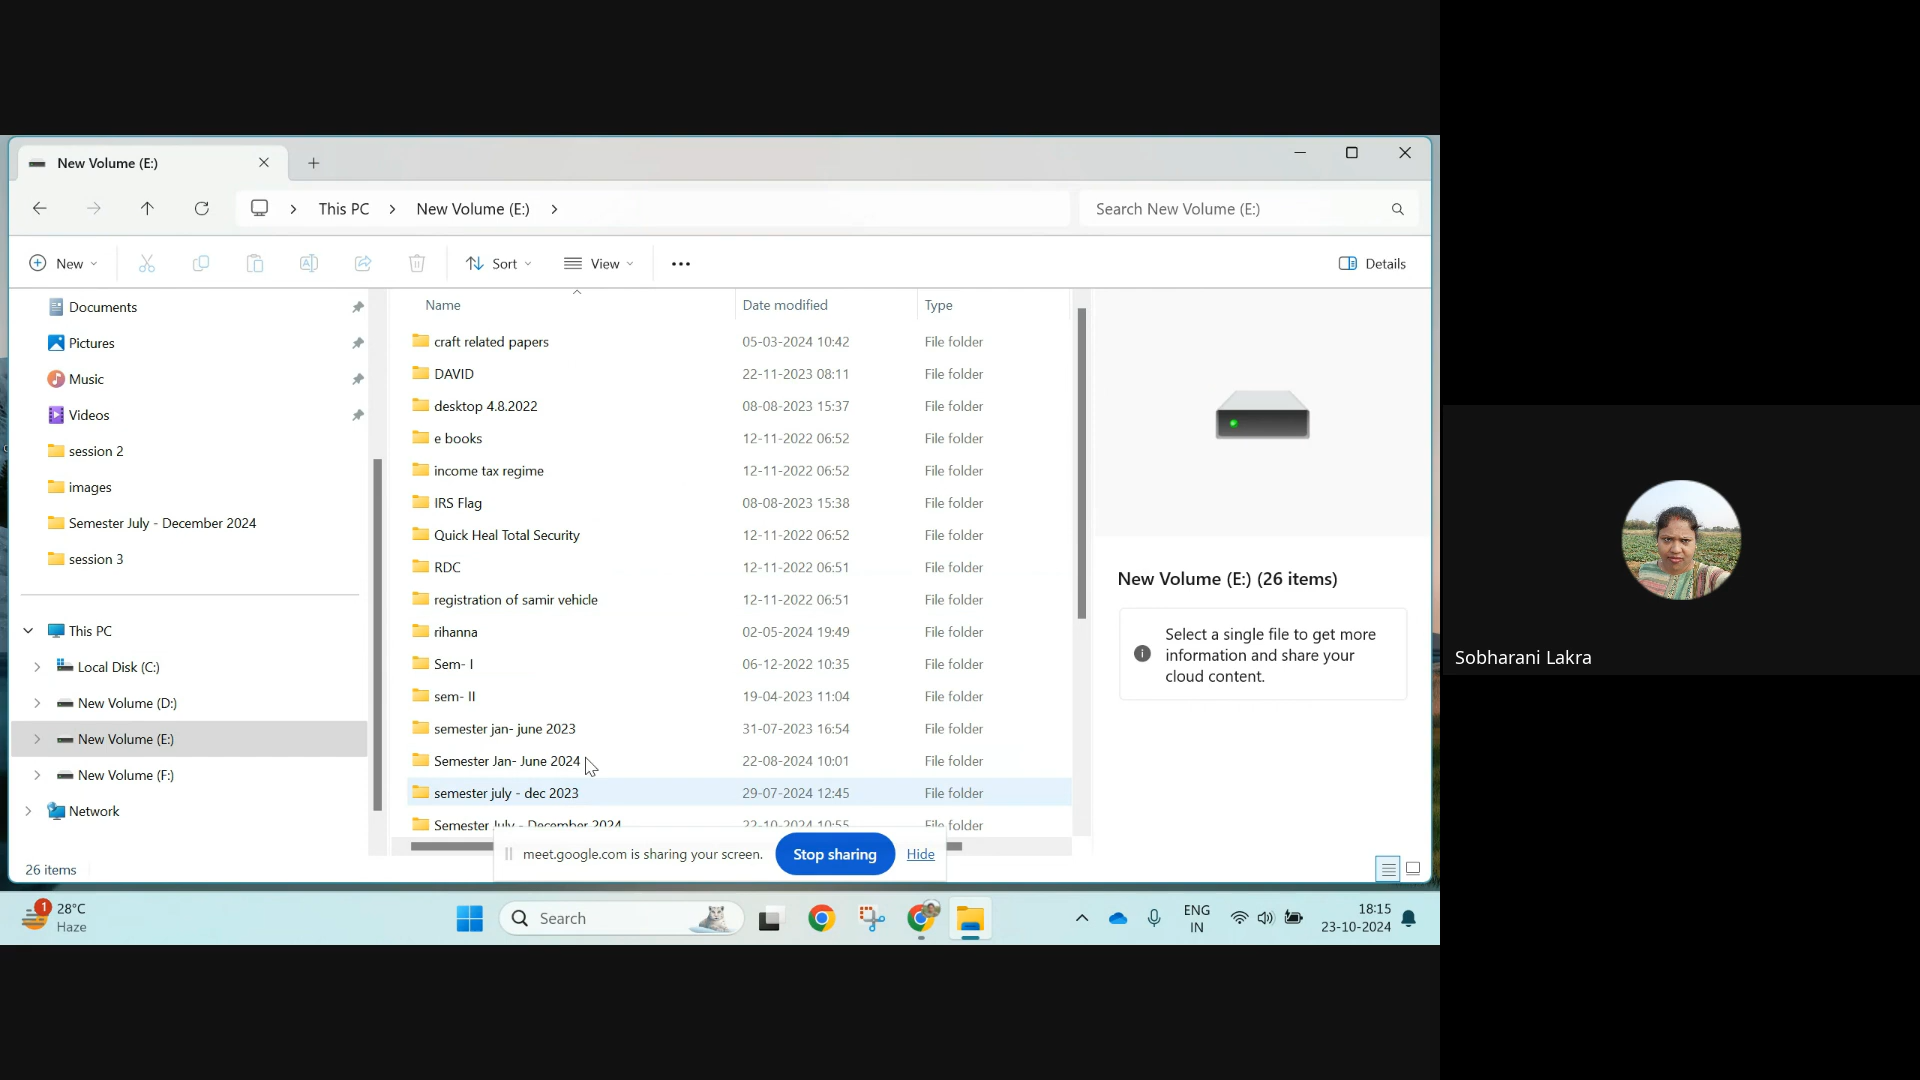 New Volume (E:)
This PC
New Volume (E:)
Search New Volume (E:)
New
Sort
View
Details
Documents
Pictures
Music
Videos
session 2
images
Semester July - December 2024
session 3
This PC
Local Disk (C:)
New Volume (D:)
New Volume (E:)
New Volume (F:)
Network
26 items
Name Date modified Type
craft related papers 05-03-2024 10:42 File folder
DAVID 22-11-2023 08:11 File folder
desktop 4.8.2022 08-08-2023 15:37 File folder
e books 12-11-2022 06:52 File folder
income tax regime 12-11-2022 06:52 File folder
IRS Flag 08-08-2023 15:38 File folder
Quick Heal Total Security 12-11-2022 06:52 File folder
RDC 12-11-2022 06:51 File folder
registration of samir vehicle 12-11-2022 06:51 File folder
rihanna 02-05-2024 19:49 File folder
Sem- I 06-12-2022 10:35 File folder
sem- II 19-04-2023 11:04 File folder
semester jan- june 2023 31-07-2023 16:54 File folder
Semester Jan- June 2024 22-08-2024 10:01 File folder
semester july - dec 2023 29-07-2024 12:45 File folder
Semester July - December 2024 22-10-2024 10:55 File folder
New Volume (E:) (26 items)
Select a single file to get more
information and share your
cloud content.
meet.google.com is sharing your screen. Stop sharing Hide
Sobharani Lakra
1
28°C
Haze
Search
ENG
IN
18:15
23-10-2024